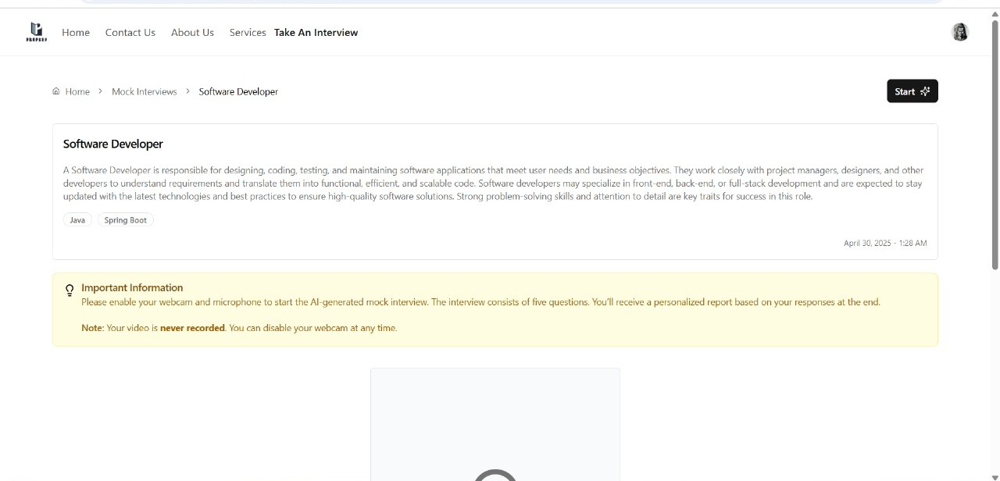 Home Contact Us About Us Services Take An Interview
Home > Mock Interviews > Software Developer
Start
Software Developer
A Software Developer is responsible for designing, coding, testing, and maintaining software applications that meet user needs and business objectives. They work closely with project managers, designers, and other
developers to understand requirements and translate them into functional, efficient, and scalable code. Software developers may specialize in front-end, back-end, or full-stack development and are expected to stay
updated with the latest technologies and best practices to ensure high-quality software solutions. Strong problem-solving skills and attention to detail are key traits for success in this role.
Java Spring Boot
April 30, 2025 - 1:28 AM
Important Information
Please enable your webcam and microphone to start the AI-generated mock interview. The interview consists of five questions. You’ll receive a personalized report based on your responses at the end.
Note: Your video is never recorded. You can disable your webcam at any time.